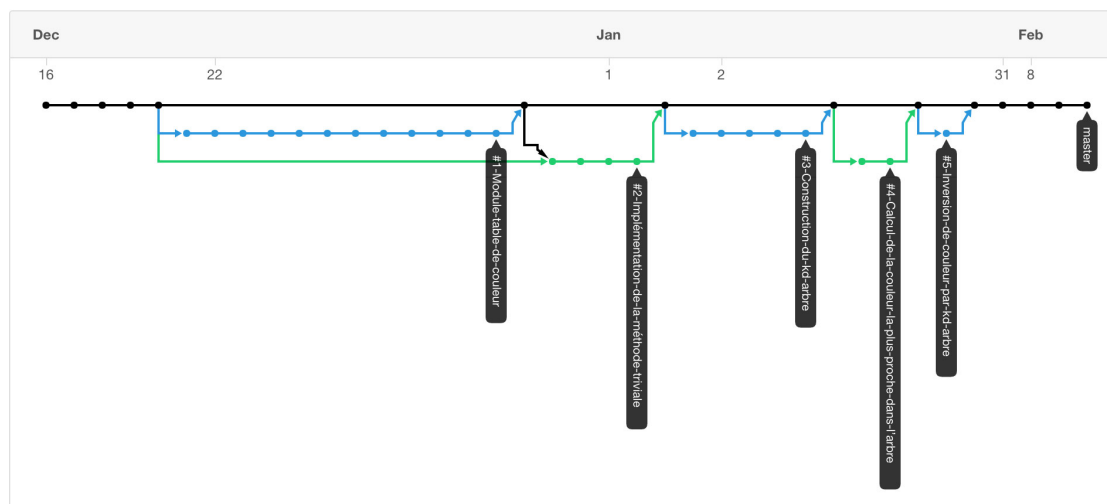 Dec Jan Feb
16 22 1 2 31 8
#1-Module-table-de-couleur
#2-Implémentation-de-la-méthode-triviale
#3-Construction-du-kd-arbre
#4-Calcul-de-la-couleur-la-plus-proche-dans-l'arbre
#5-Inversion-de-couleur-par-kd-arbre
master